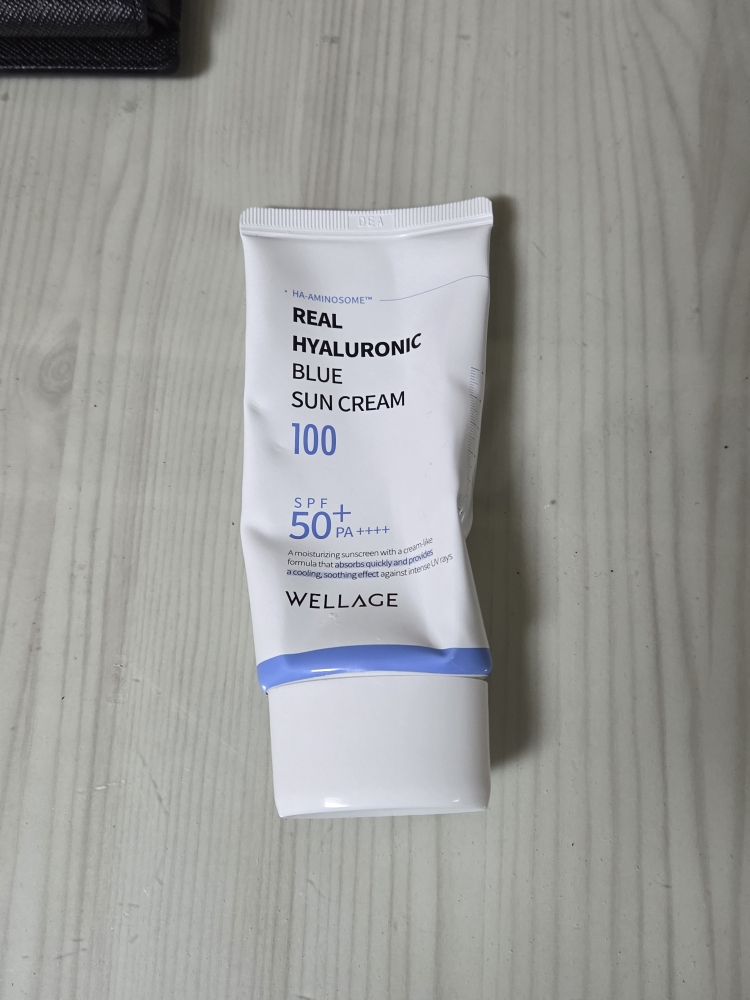 HA-AMINOSOME™
REAL
HYALURONIC
BLUE
SUN CREAM
100
SPF
50+
PA ++++
A moisturizing sunscreen with a cream-like
formula that absorbs quickly and provides
a cooling, soothing effect against intense UV rays.
WELLAGE